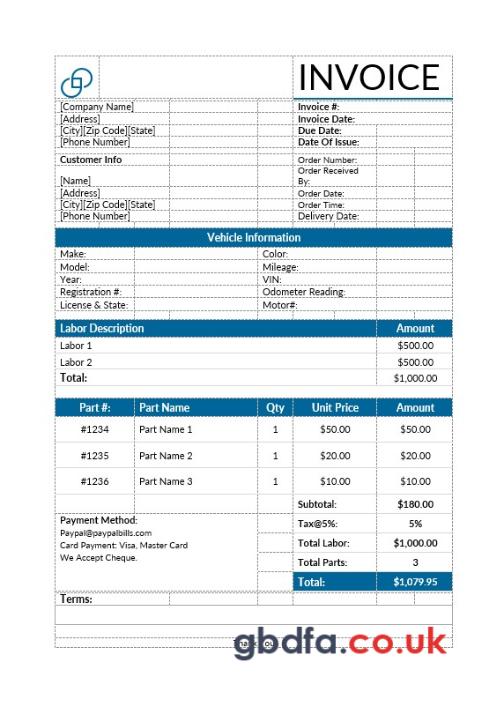 INVOICE
[Company Name] Invoice #:
[Address] Invoice Date:
[City][Zip Code][State] Due Date:
[Phone Number] Date Of Issue:
Customer Info Order Number:
Order Received
[Name] By:
[Address] Order Date:
[City][Zip Code][State] Order Time:
[Phone Number] Delivery Date:
Vehicle Information
Make: Color:
Model: Mileage:
Year: VIN:
Registration #: Odometer Reading:
License & State: Motor#:
Labor Description Amount
Labor 1 $500.00
Labor 2 $500.00
Total: $1,000.00
Part #: Part Name Qty Unit Price Amount
#1234 Part Name 1 1 $50.00 $50.00
#1235 Part Name 2 1 $20.00 $20.00
#1236 Part Name 3 1 $10.00 $10.00
Subtotal: $180.00
Payment Method: Tax@5%: 5%
Paypal@paypalbills.com
Card Payment: Visa, Master Card Total Labor: $1,000.00
We Accept Cheque. Total Parts: 3
Total: $1,079.95
Terms:
gbdfa.co.uk